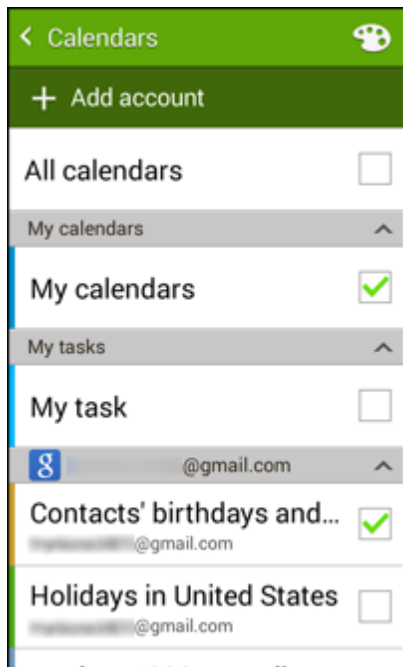 Calendars
+ Add account
All calendars
My calendars
My calendars
My tasks
My task
g @gmail.com
Contacts' birthdays and...
@gmail.com
Holidays in United States
@gmail.com